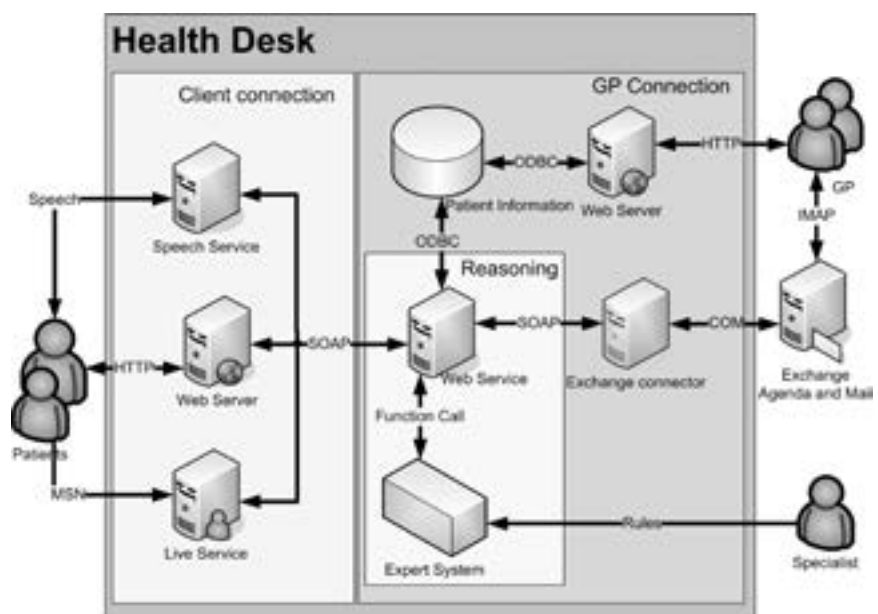 Health Desk
Client connection
GP Connection
Speech
Speech Service
Patient Information
ODBC
Web Server
HTTP
GP
ODBC
IMAP
Reasoning
HTTP
Web Server
SOAP
Web Service
SOAP
Exchange connector
COM
Exchange
Agenda and Mail
Patients
Function Call
MSN
Live Service
Expert System
Rules
Specialist